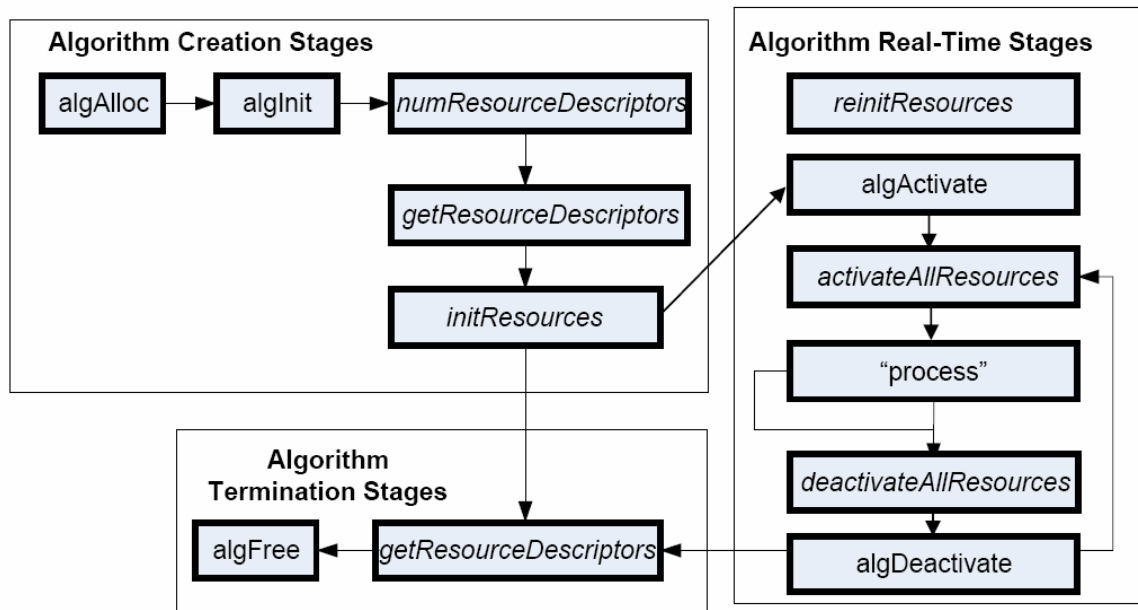 Algorithm Creation Stages
algAlloc
algInit
numResourceDescriptors
getResourceDescriptors
initResources
Algorithm Real-Time Stages
reinitResources
algActivate
activateAllResources
“process”
deactivateAllResources
algDeactivate
Algorithm
Termination Stages
algFree
getResourceDescriptors